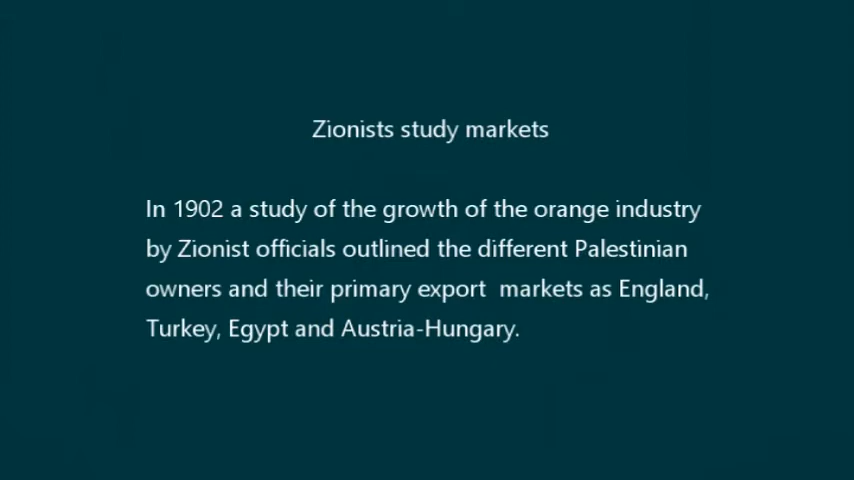 Zionists study markets
In 1902 a study of the growth of the orange industry
by Zionist officials outlined the different Palestinian
owners and their primary export  markets as England,
Turkey, Egypt and Austria-Hungary.